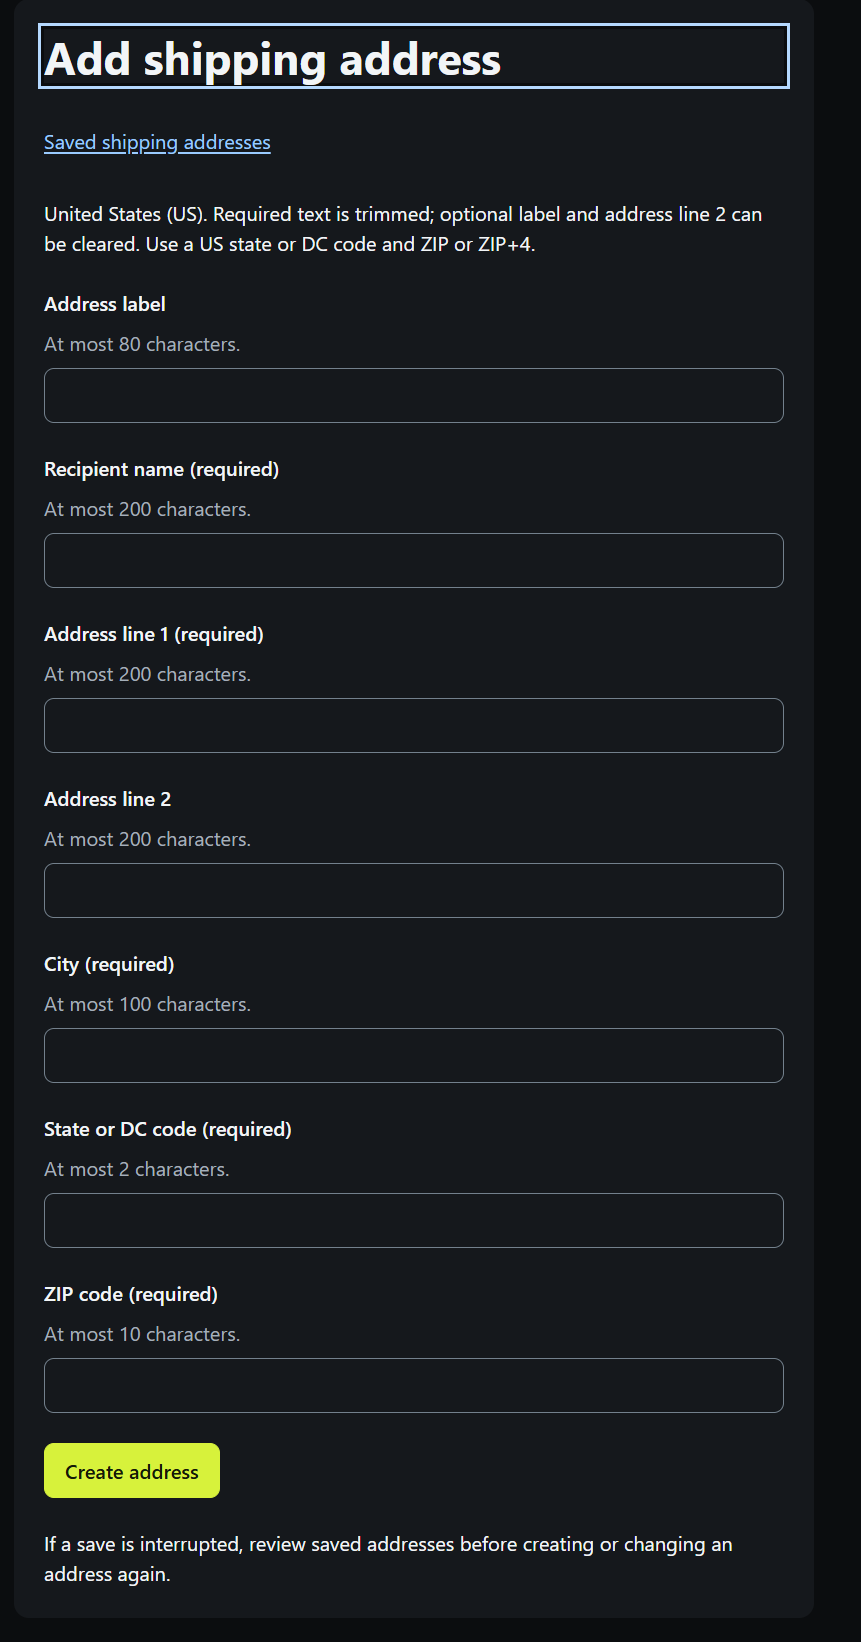 Add shipping address
Saved shipping addresses
United States (US). Required text is trimmed; optional label and address line 2 can
be cleared. Use a US state or DC code and ZIP or ZIP+4.
Address label
At most 80 characters.
Recipient name (required)
At most 200 characters.
Address line 1 (required)
At most 200 characters.
Address line 2
At most 200 characters.
City (required)
At most 100 characters.
State or DC code (required)
At most 2 characters.
ZIP code (required)
At most 10 characters.
Create address
If a save is interrupted, review saved addresses before creating or changing an
address again.